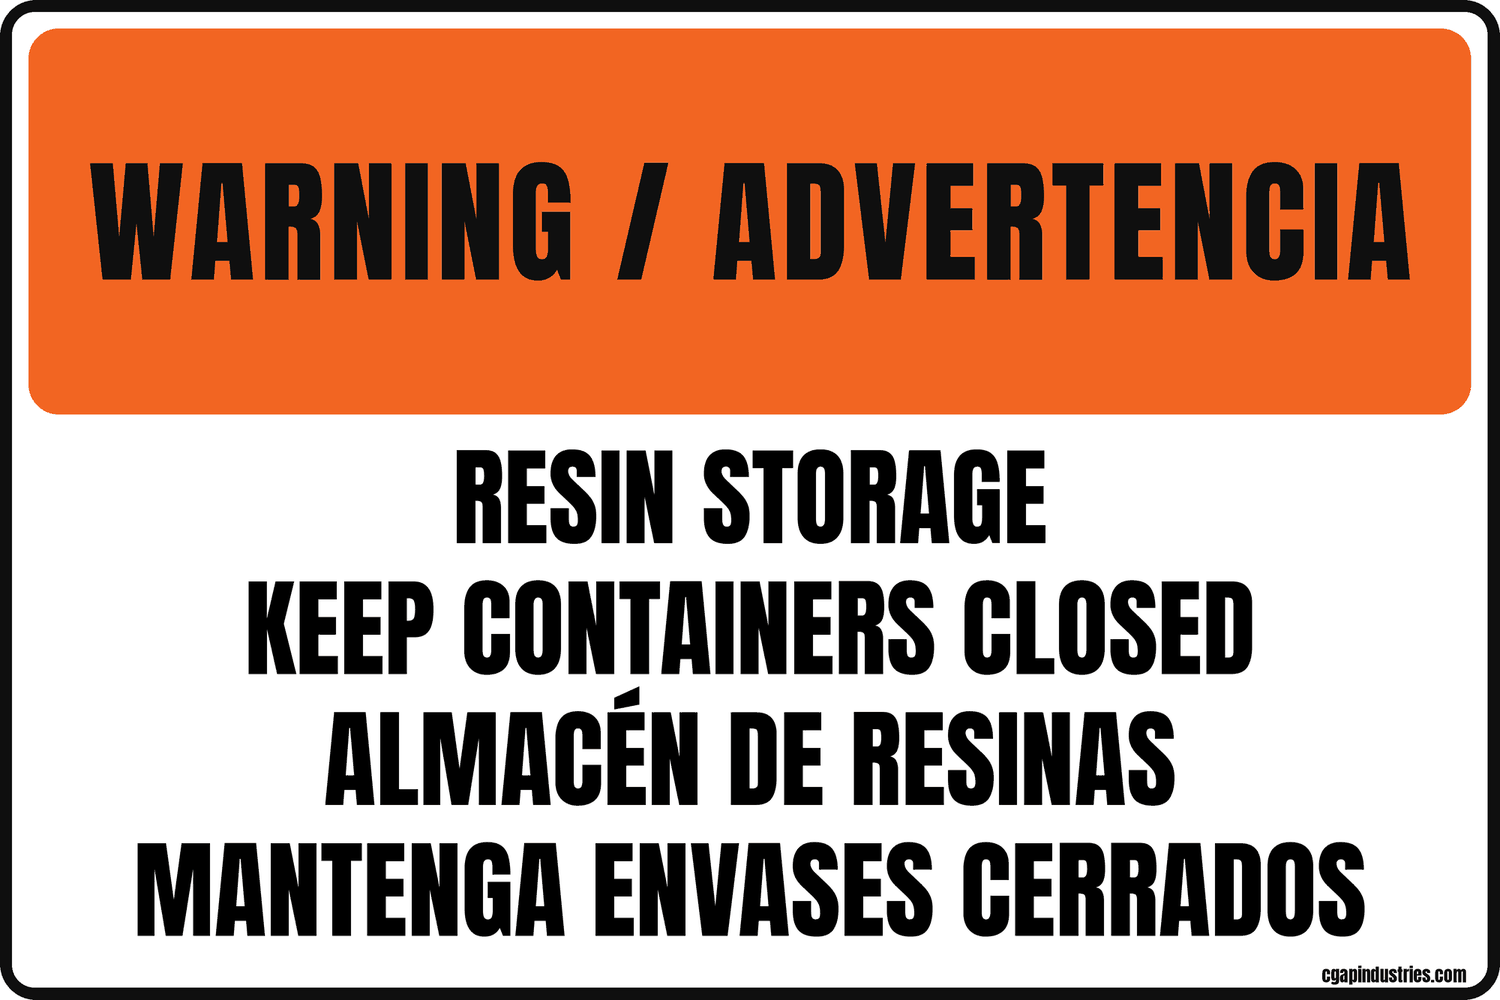 WARNING / ADVERTENCIA
RESIN STORAGE
KEEP CONTAINERS CLOSED
ALMACÉN DE RESINAS
MANTENGA ENVASES CERRADOS
cgapindustries.com